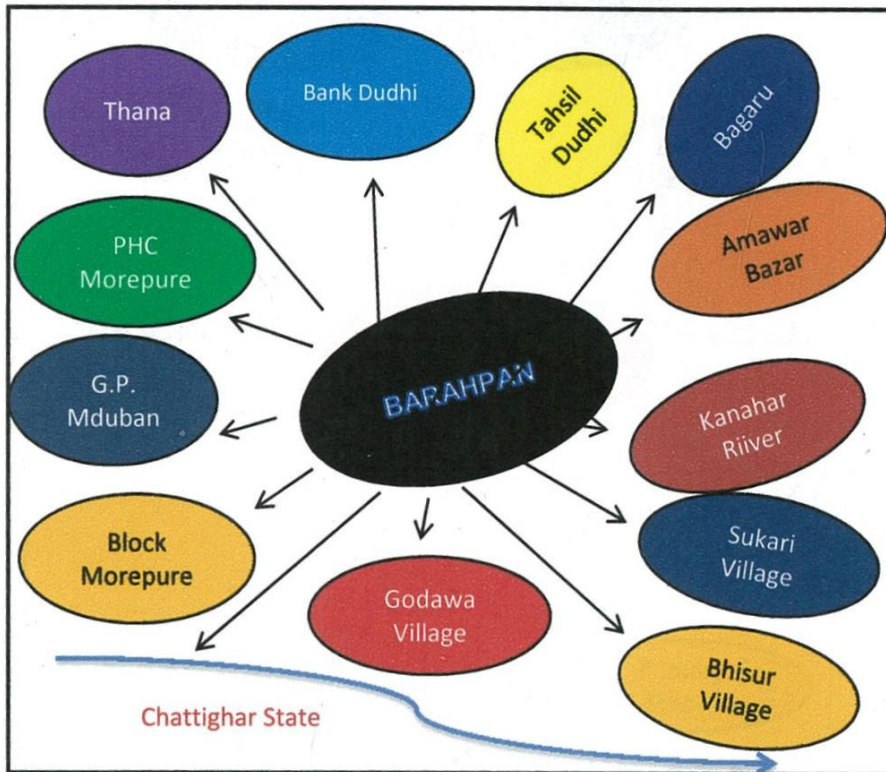 Thana
Bank Dudhi
Tahsil
Dudhi
Bagaru
PHC
Morepure
Amawar
Bazar
BARAHPAN
G.P.
Mduban
Kanahar
Riiver
Block
Morepure
Sukari
Village
Godawa
Village
Bhisur
Village
Chattighar State